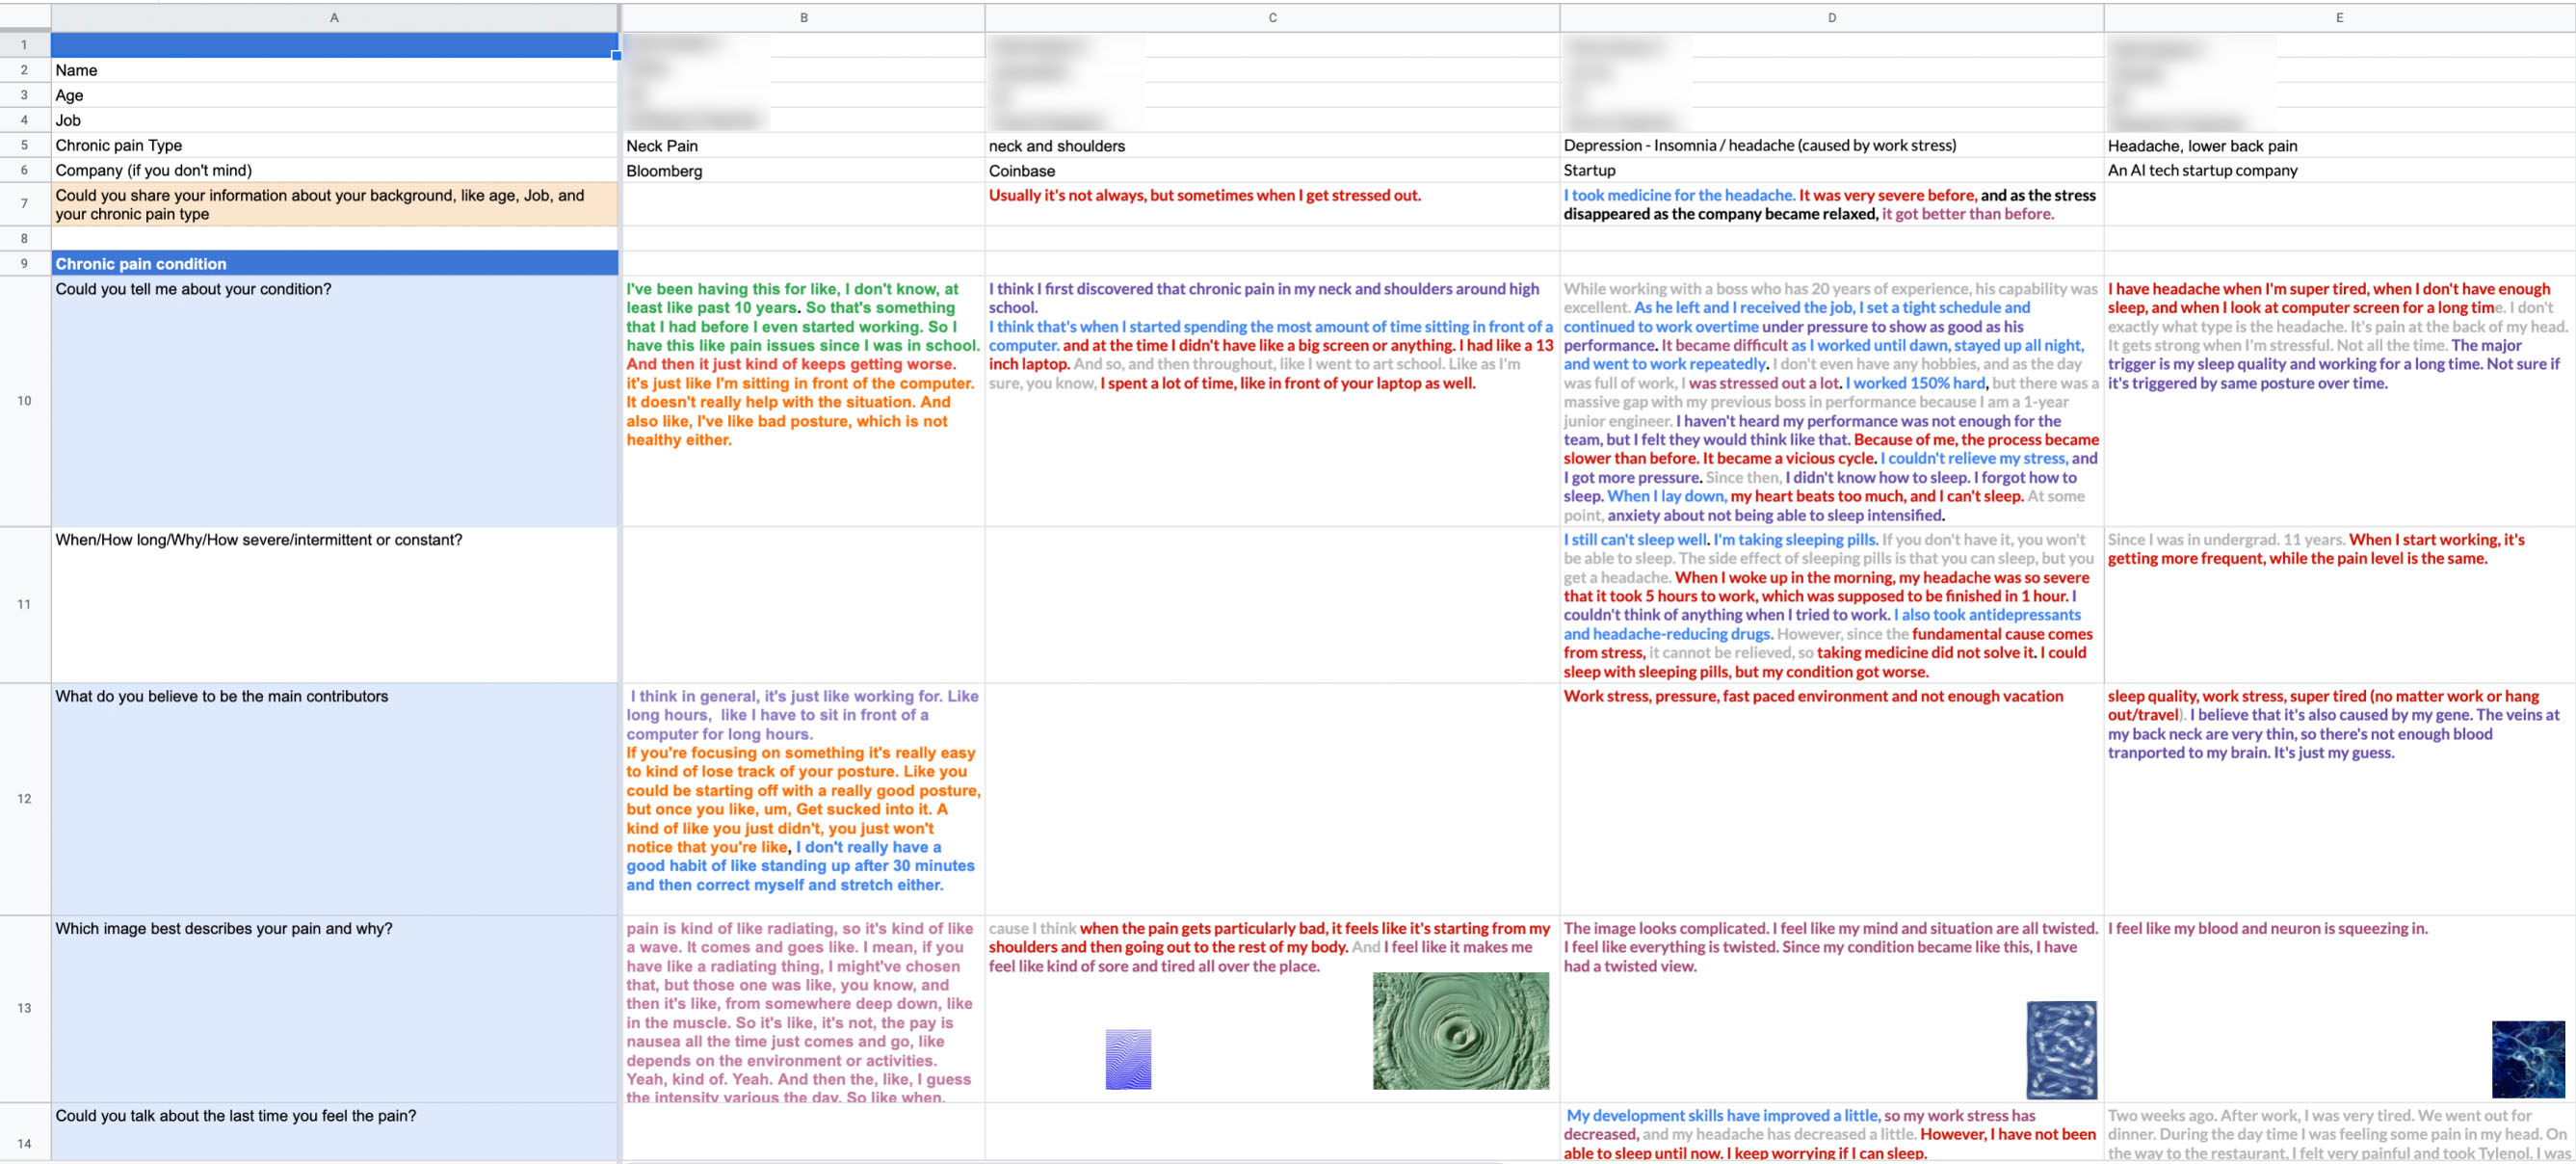 A B C D E
1
2 Name
3 Age
4 Job
5 Chronic pain Type Neck Pain neck and shoulders Depression - Insomnia / headache (caused by work stress) Headache, lower back pain
6 Company (if you don't mind) Bloomberg Coinbase Startup An AI tech startup company
7
Could you share your information about your background, like age, Job, and
your chronic pain type
Usually it's not always, but sometimes when I get stressed out.
I took medicine for the headache. It was very severe before, and as the stress
disappeared as the company became relaxed, it got better than before.
8
9 Chronic pain condition
10
Could you tell me about your condition?
I've been having this for like, I don't know, at
least like past 10 years. So that's something
that I had before I even started working. So I
have this like pain issues since I was in school.
And then it just kind of keeps getting worse.
it's just like I'm sitting in front of the computer.
It doesn't really help with the situation. And
also like, I've like bad posture, which is not
healthy either.
I think I first discovered that chronic pain in my neck and shoulders around high
school.
I think that's when I started spending the most amount of time sitting in front of a
computer. and at the time I didn't have like a big screen or anything. I had like a 13
inch laptop. And so, and then throughout, like I went to art school. Like as I'm
sure, you know, I spent a lot of time, like in front of your laptop as well.
While working with a boss who has 20 years of experience, his capability was
excellent. As he left and I received the job, I set a tight schedule and
continued to work overtime under pressure to show as good as his
performance. It became difficult as I worked until dawn, stayed up all night,
and went to work repeatedly. I don't even have any hobbies, and as the day
was full of work, I was stressed out a lot. I worked 150% hard, but there was a
massive gap with my previous boss in performance because I am a 1-year
junior engineer. I haven't heard my performance was not enough for the
team, but I felt they would think like that. Because of me, the process became
slower than before. It became a vicious cycle. I couldn't relieve my stress, and
I got more pressure. Since then, I didn't know how to sleep. I forgot how to
sleep. When I lay down, my heart beats too much, and I can't sleep. At some
point, anxiety about not being able to sleep intensified.
I have headache when I'm super tired, when I don't have enough
sleep, and when I look at computer screen for a long time. I don't
exactly what type is the headache. It's pain at the back of my head.
It gets strong when I'm stressful. Not all the time. The major
trigger is my sleep quality and working for a long time. Not sure if
it's triggered by same posture over time.
11
When/How long/Why/How severe/intermittent or constant?
I still can't sleep well. I'm taking sleeping pills. If you don't have it, you won't
be able to sleep. The side effect of sleeping pills is that you can sleep, but you
get a headache. When I woke up in the morning, my headache was so severe
that it took 5 hours to work, which was supposed to be finished in 1 hour. I
couldn't think of anything when I tried to work. I also took antidepressants
and headache-reducing drugs. However, since the fundamental cause comes
from stress, it cannot be relieved, so taking medicine did not solve it. I could
sleep with sleeping pills, but my condition got worse.
Since I was in undergrad. 11 years. When I start working, it's
getting more frequent, while the pain level is the same.
12
What do you believe to be the main contributors
I think in general, it's just like working for. Like
long hours, like I have to sit in front of a
computer for long hours.
If you're focusing on something it's really easy
to kind of lose track of your posture. Like you
could be starting off with a really good posture,
but once you like, um, Get sucked into it. A
kind of like you just didn't, you just won't
notice that you're like, I don't really have a
good habit of like standing up after 30 minutes
and then correct myself and stretch either.
Work stress, pressure, fast paced environment and not enough vacation
sleep quality, work stress, super tired (no matter work or hang
out/travel). I believe that it's also caused by my gene. The veins at
my back neck are very thin, so there's not enough blood
tranported to my brain. It's just my guess.
13
Which image best describes your pain and why?
pain is kind of like radiating, so it's kind of like
a wave. It comes and goes like. I mean, if you
have like a radiating thing, I might've chosen
that, but those one was like, you know, and
then it's like, from somewhere deep down, like
in the muscle. So it's like, it's not, the pay is
nausea all the time just comes and go, like
depends on the environment or activities.
Yeah, kind of. Yeah. And then the, like, I guess
the intensity various the day. So like when,
cause I think when the pain gets particularly bad, it feels like it's starting from my
shoulders and then going out to the rest of my body. And I feel like it makes me
feel like kind of sore and tired all over the place.
The image looks complicated. I feel like my mind and situation are all twisted.
I feel like everything is twisted. Since my condition became like this, I have
had a twisted view.
I feel like my blood and neuron is squeezing in.
14
Could you talk about the last time you feel the pain?
My development skills have improved a little, so my work stress has
decreased, and my headache has decreased a little. However, I have not been
able to sleep until now. I keep worrying if I can sleep.
Two weeks ago. After work, I was very tired. We went out for
dinner. During the day time I was feeling some pain in my head. On
the way to the restaurant, I felt very painful and took Tylenol. I was